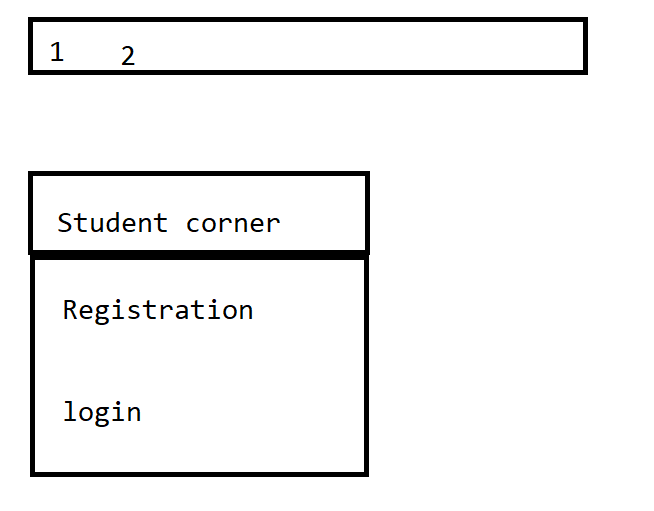 1 2
Student corner
Registration
login